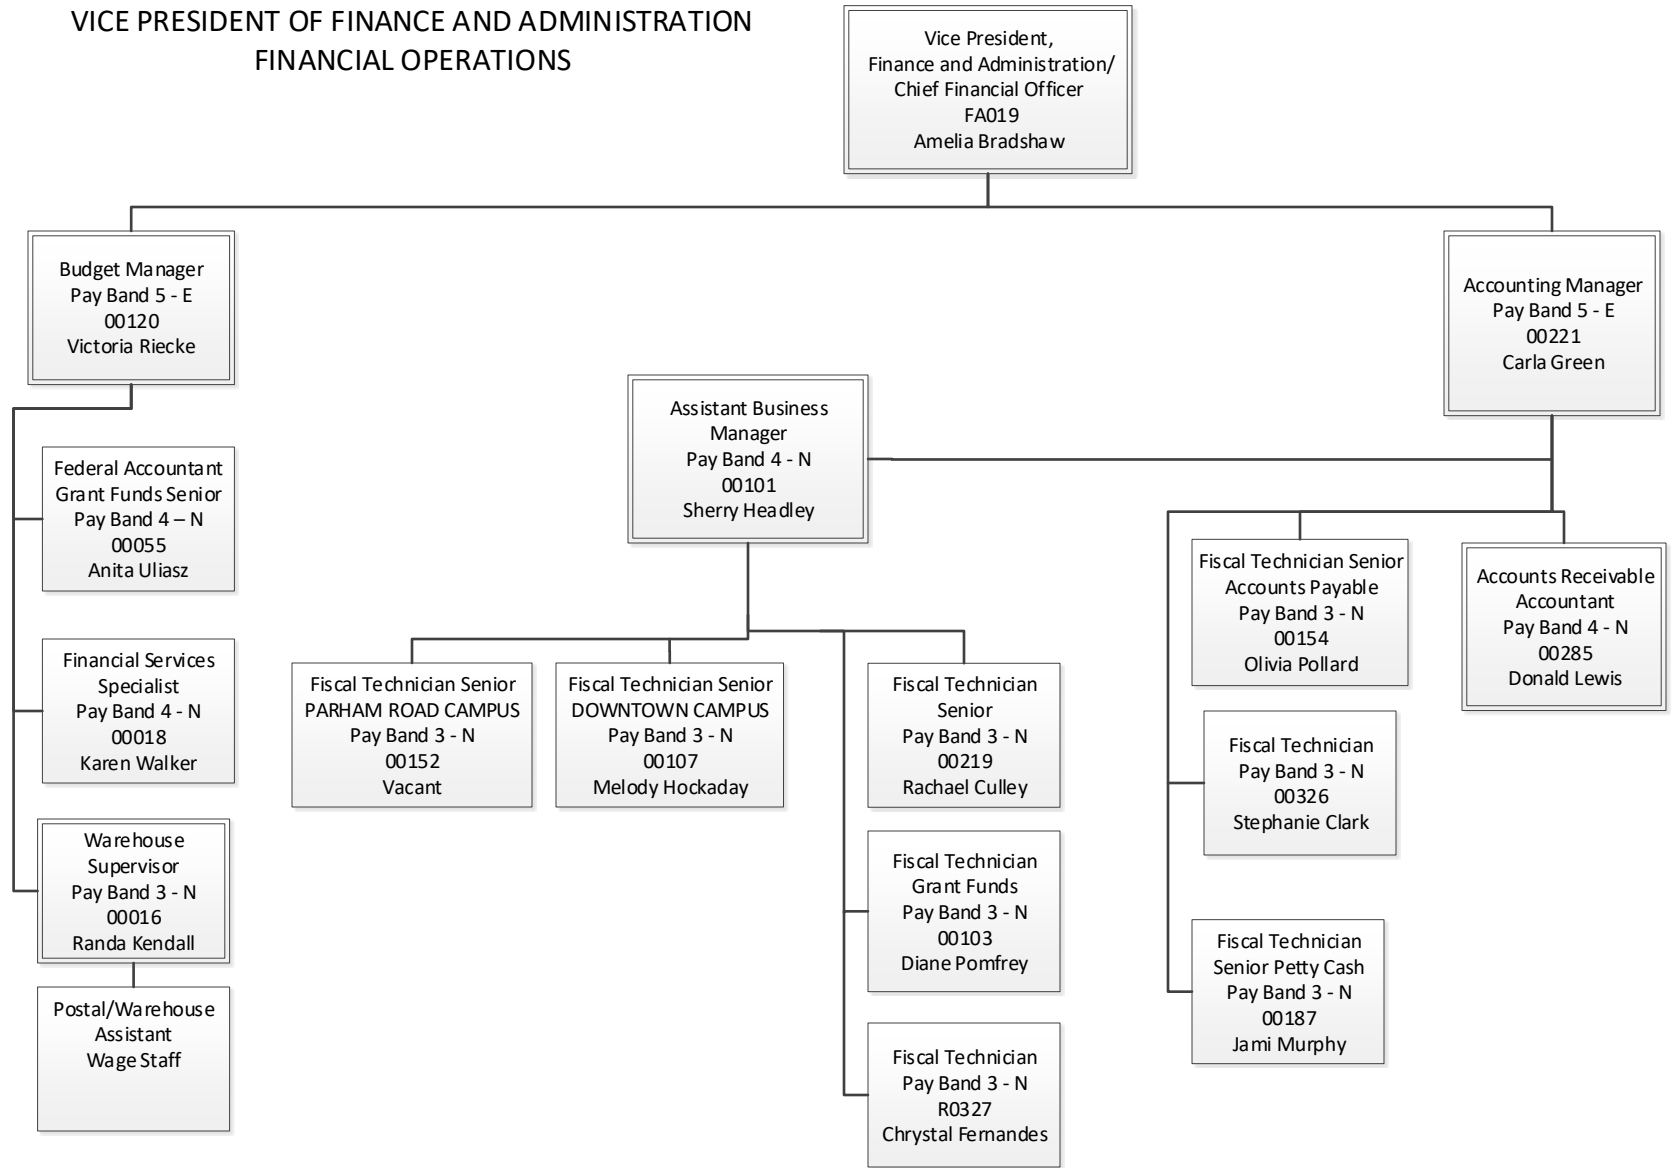 VICE PRESIDENT OF FINANCE AND ADMINISTRATION
FINANCIAL OPERATIONS
Vice President,
Finance and Administration/
Chief Financial Officer
FA019
Amelia Bradshaw
Budget Manager
Pay Band 5 - E
00120
Victoria Riecke
Accounting Manager
Pay Band 5 - E
00221
Carla Green
Assistant Business
Manager
Pay Band 4 - N
00101
Sherry Headley
Federal Accountant
Grant Funds Senior
Pay Band 4 – N
00055
Anita Uliasz
Financial Services
Specialist
Pay Band 4 - N
00018
Karen Walker
Warehouse
Supervisor
Pay Band 3 - N
00016
Randa Kendall
Postal/Warehouse
Assistant
Wage Staff
Fiscal Technician Senior
PARHAM ROAD CAMPUS
Pay Band 3 - N
00152
Vacant
Fiscal Technician Senior
DOWNTOWN CAMPUS
Pay Band 3 - N
00107
Melody Hockaday
Fiscal Technician
Senior
Pay Band 3 - N
00219
Rachael Culley
Fiscal Technician
Grant Funds
Pay Band 3 - N
00103
Diane Pomfrey
Fiscal Technician
Pay Band 3 - N
R0327
Chrystal Fernandes
Fiscal Technician Senior
Accounts Payable
Pay Band 3 - N
00154
Olivia Pollard
Accounts Receivable
Accountant
Pay Band 4 - N
00285
Donald Lewis
Fiscal Technician
Pay Band 3 - N
00326
Stephanie Clark
Fiscal Technician
Senior Petty Cash
Pay Band 3 - N
00187
Jami Murphy